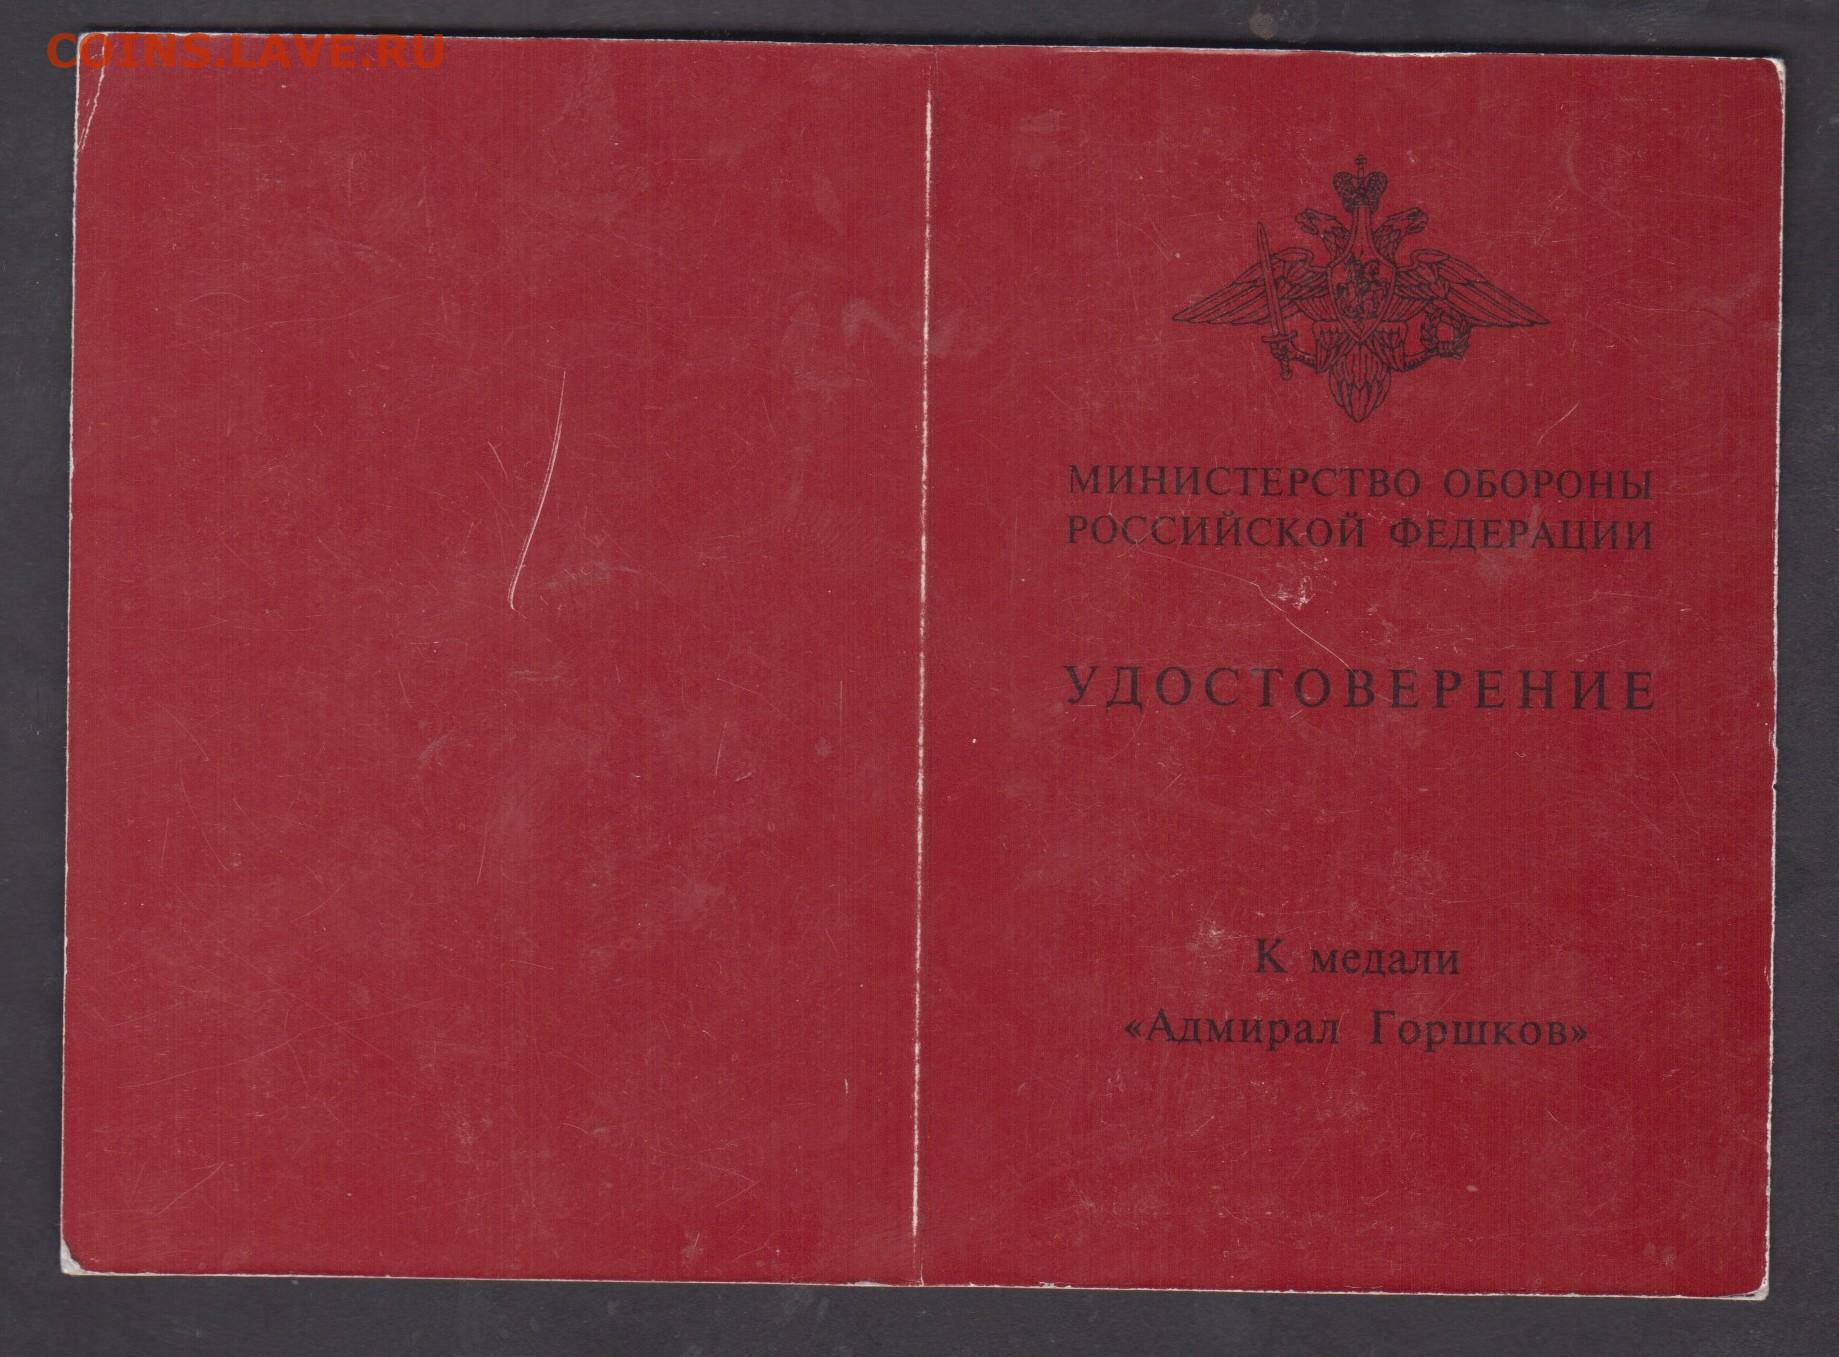 COINS.LAVE.RU
МИНИСТЕРСТВО ОБОРОНЫ
РОССИЙСКОЙ ФЕДЕРАЦИИ
УДОСТОВЕРЕНИЕ
К медали
«Адмирал Горшков»